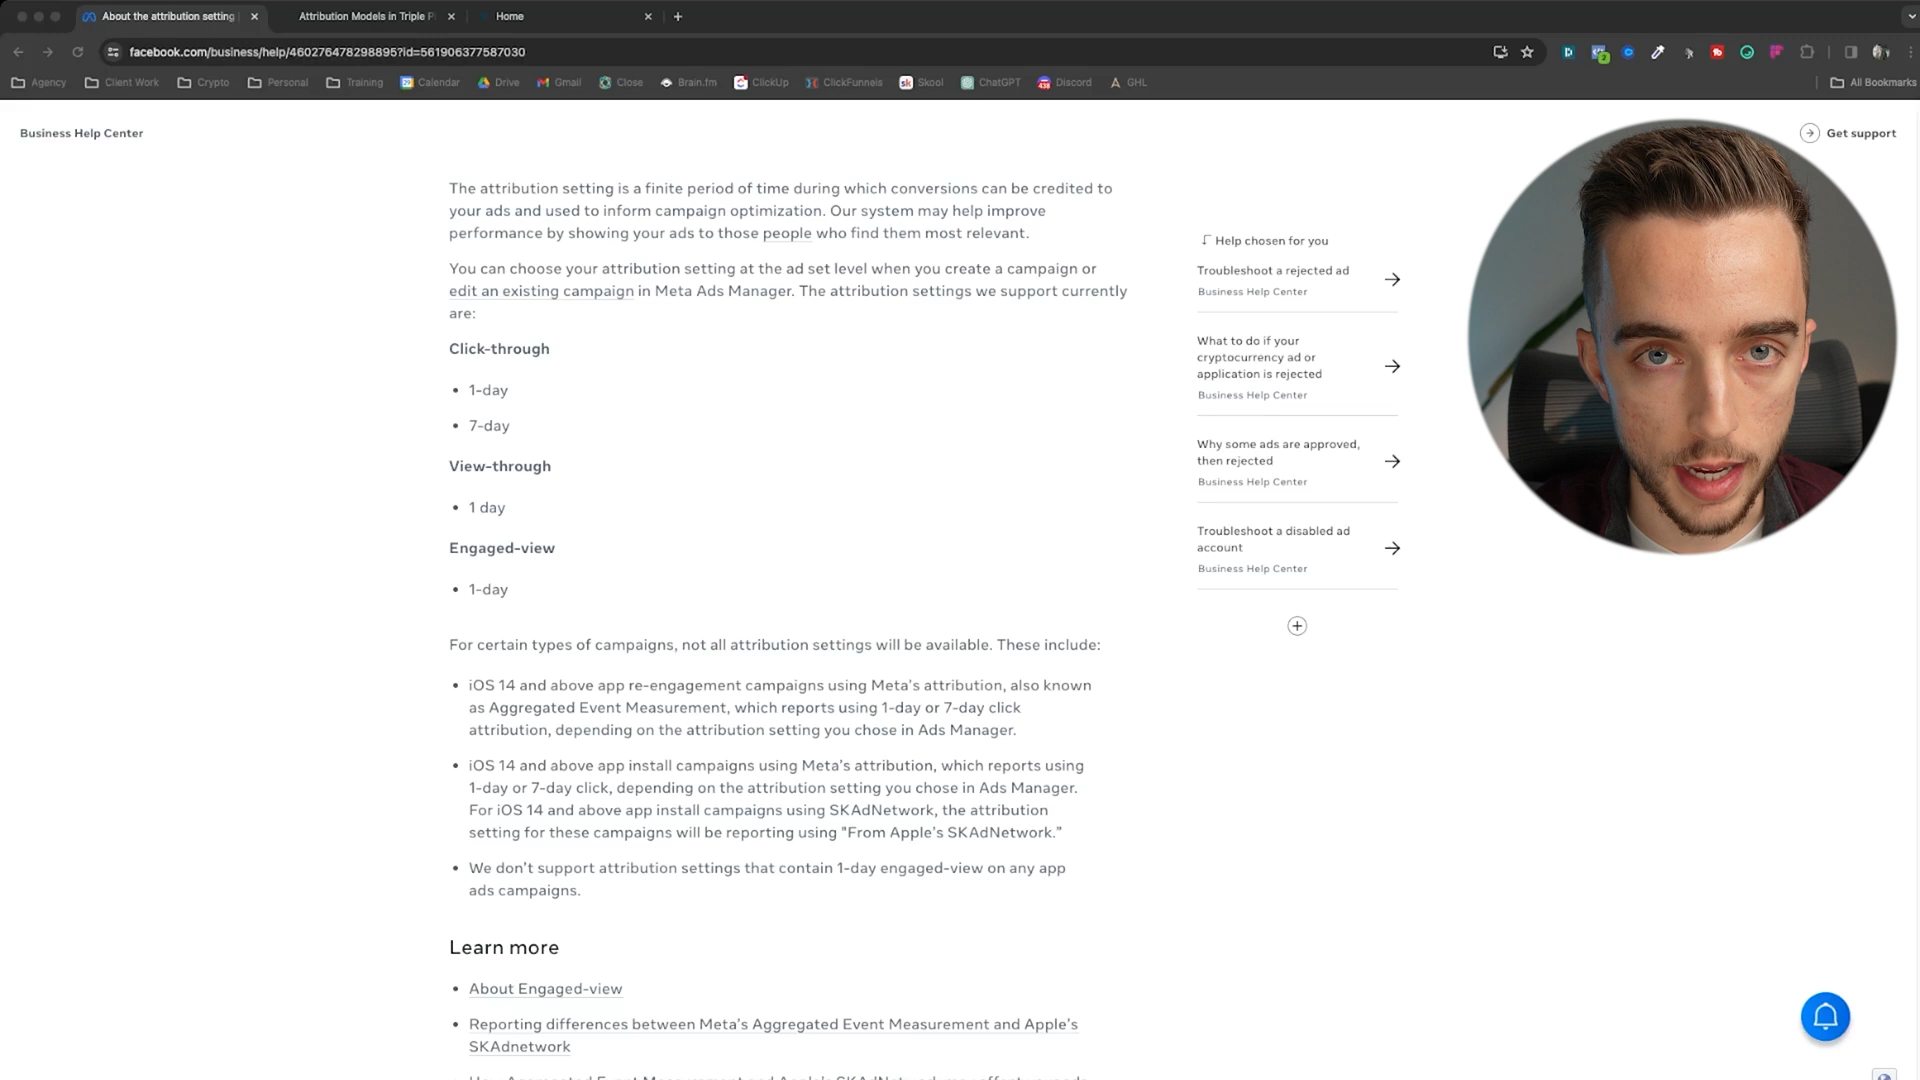 About the attribution setting
Attribution Models in Triple P
Home
facebook.com/business/help/460276478298895?id=561906377587030
Agency
Client Work
Crypto
Personal
Training
Calendar
Drive
Gmail
Close
Brain.fm
ClickUp
ClickFunnels
Skool
ChatGPT
Discord
GHL
All Bookmarks
Business Help Center
Get support
The attribution setting is a finite period of time during which conversions can be credited to
your ads and used to inform campaign optimization. Our system may help improve
performance by showing your ads to those people who find them most relevant.
You can choose your attribution setting at the ad set level when you create a campaign or
edit an existing campaign in Meta Ads Manager. The attribution settings we support currently
are:
Click-through
• 1-day
• 7-day
View-through
• 1 day
Engaged-view
• 1-day
For certain types of campaigns, not all attribution settings will be available. These include:
• iOS 14 and above app re-engagement campaigns using Meta's attribution, also known
as Aggregated Event Measurement, which reports using 1-day or 7-day click
attribution, depending on the attribution setting you chose in Ads Manager.
• iOS 14 and above app install campaigns using Meta's attribution, which reports using
1-day or 7-day click, depending on the attribution setting you chose in Ads Manager.
For iOS 14 and above app install campaigns using SKAdNetwork, the attribution
setting for these campaigns will be reporting using "From Apple's SKAdNetwork."
• We don't support attribution settings that contain 1-day engaged-view on any app
ads campaigns.
Learn more
• About Engaged-view
• Reporting differences between Meta's Aggregated Event Measurement and Apple's
SKAdnetwork
Help chosen for you
Troubleshoot a rejected ad
Business Help Center
What to do if your
cryptocurrency ad or
application is rejected
Business Help Center
Why some ads are approved,
then rejected
Business Help Center
Troubleshoot a disabled ad
account
Business Help Center